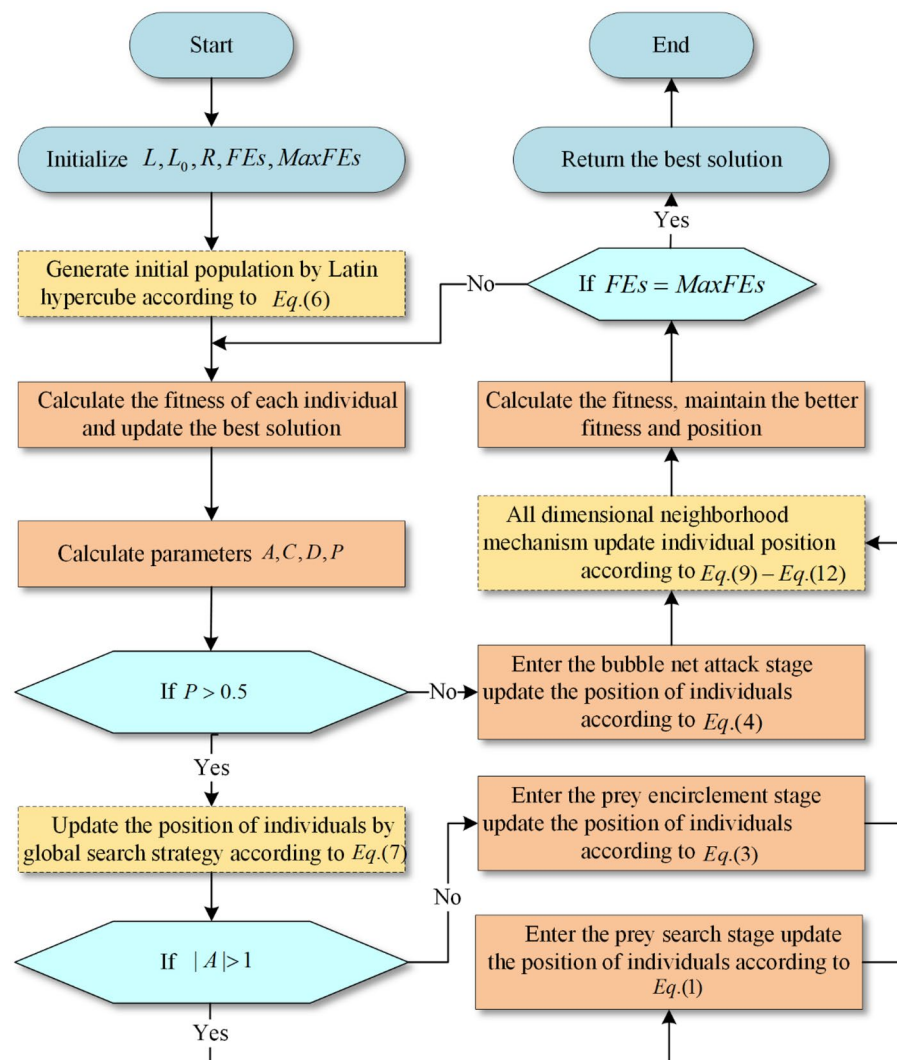 Start
Initialize L, L₀, R, FEs, MaxFEs
Generate initial population by Latin
hypercube according to Eq.(6)
Calculate the fitness of each individual
and update the best solution
Calculate parameters A, C, D, P
If P > 0.5
No
Yes
Update the position of individuals by
global search strategy according to Eq.(7)
If | A |> 1
No
Yes
End
Return the best solution
Yes
If FEs = MaxFEs
No
Calculate the fitness, maintain the better
fitness and position
All dimensional neighborhood
mechanism update individual position
according to Eq.(9) – Eq.(12)
Enter the bubble net attack stage
update the position of individuals
according to Eq.(4)
Enter the prey encirclement stage
update the position of individuals
according to Eq.(3)
Enter the prey search stage update
the position of individuals according to
Eq.(1)